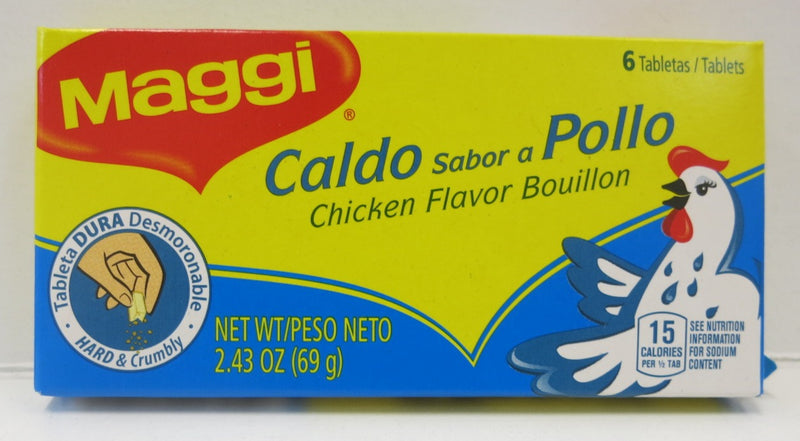 Maggi
®
6 Tabletas / Tablets
Caldo Sabor a Pollo
Chicken Flavor Bouillon
Tableta DURA Desmoronable
• HARD & Crumbly •
NET WT/PESO NETO
2.43 OZ (69 g)
15
CALORIES
PER ½ TAB
SEE NUTRITION
INFORMATION
FOR SODIUM
CONTENT